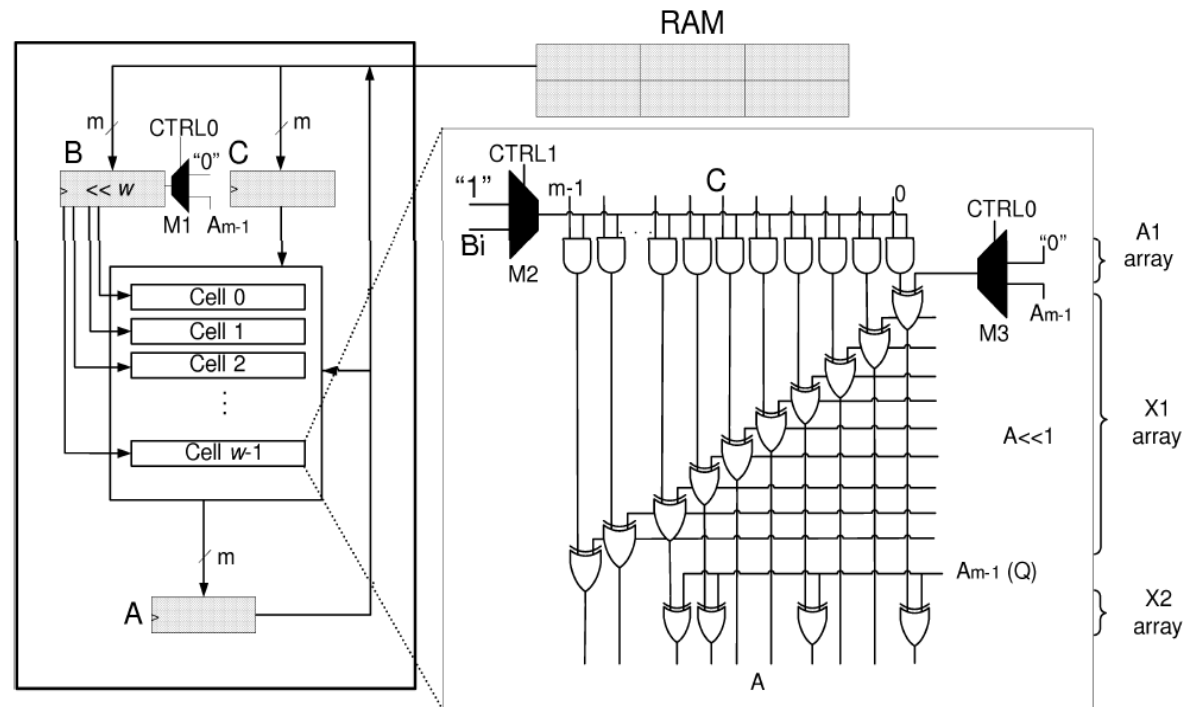 RAM
m
CTRL0
m
B
"0"
C
> << w
>
M1
Am-1
Cell 0
Cell 1
Cell 2
⋮
Cell w-1
m
A
>
CTRL1
"1"
m-1
C
0
CTRL0
Bi
. . . .
"0"
A1
array
M2
Am-1
M3
X1
array
A<<1
Am-1 (Q)
X2
array
A